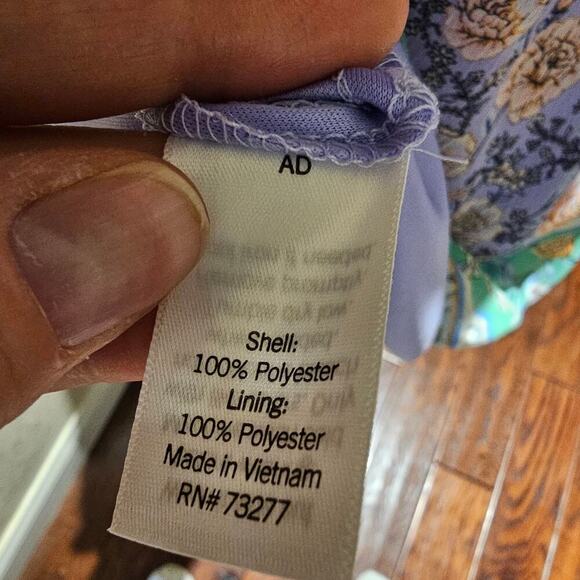 AD
Shell:
100% Polyester
Lining:
100% Polyester
Made in Vietnam
RN# 73277